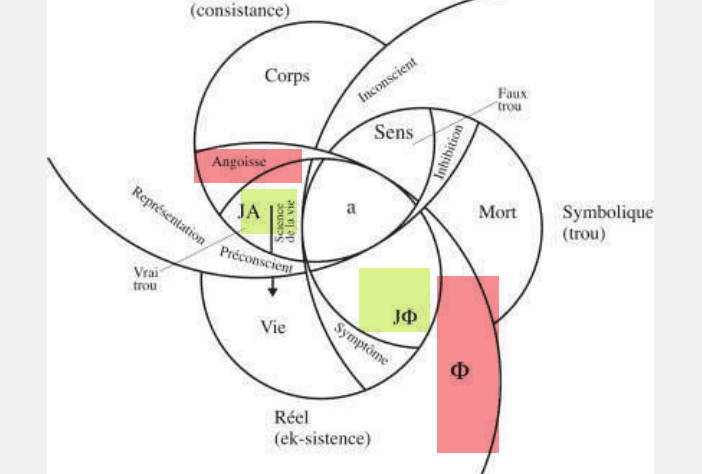 (consistance)
Corps
Inconscient
Faux
trou
Sens
Inhibition
Angoisse
Représentation
JA
Science
de la vie
a
Mort
Symbolique
(trou)
Préconscient
Vrai
trou
Vie
Symptôme
JΦ
Φ
Réel
(ek-sistence)